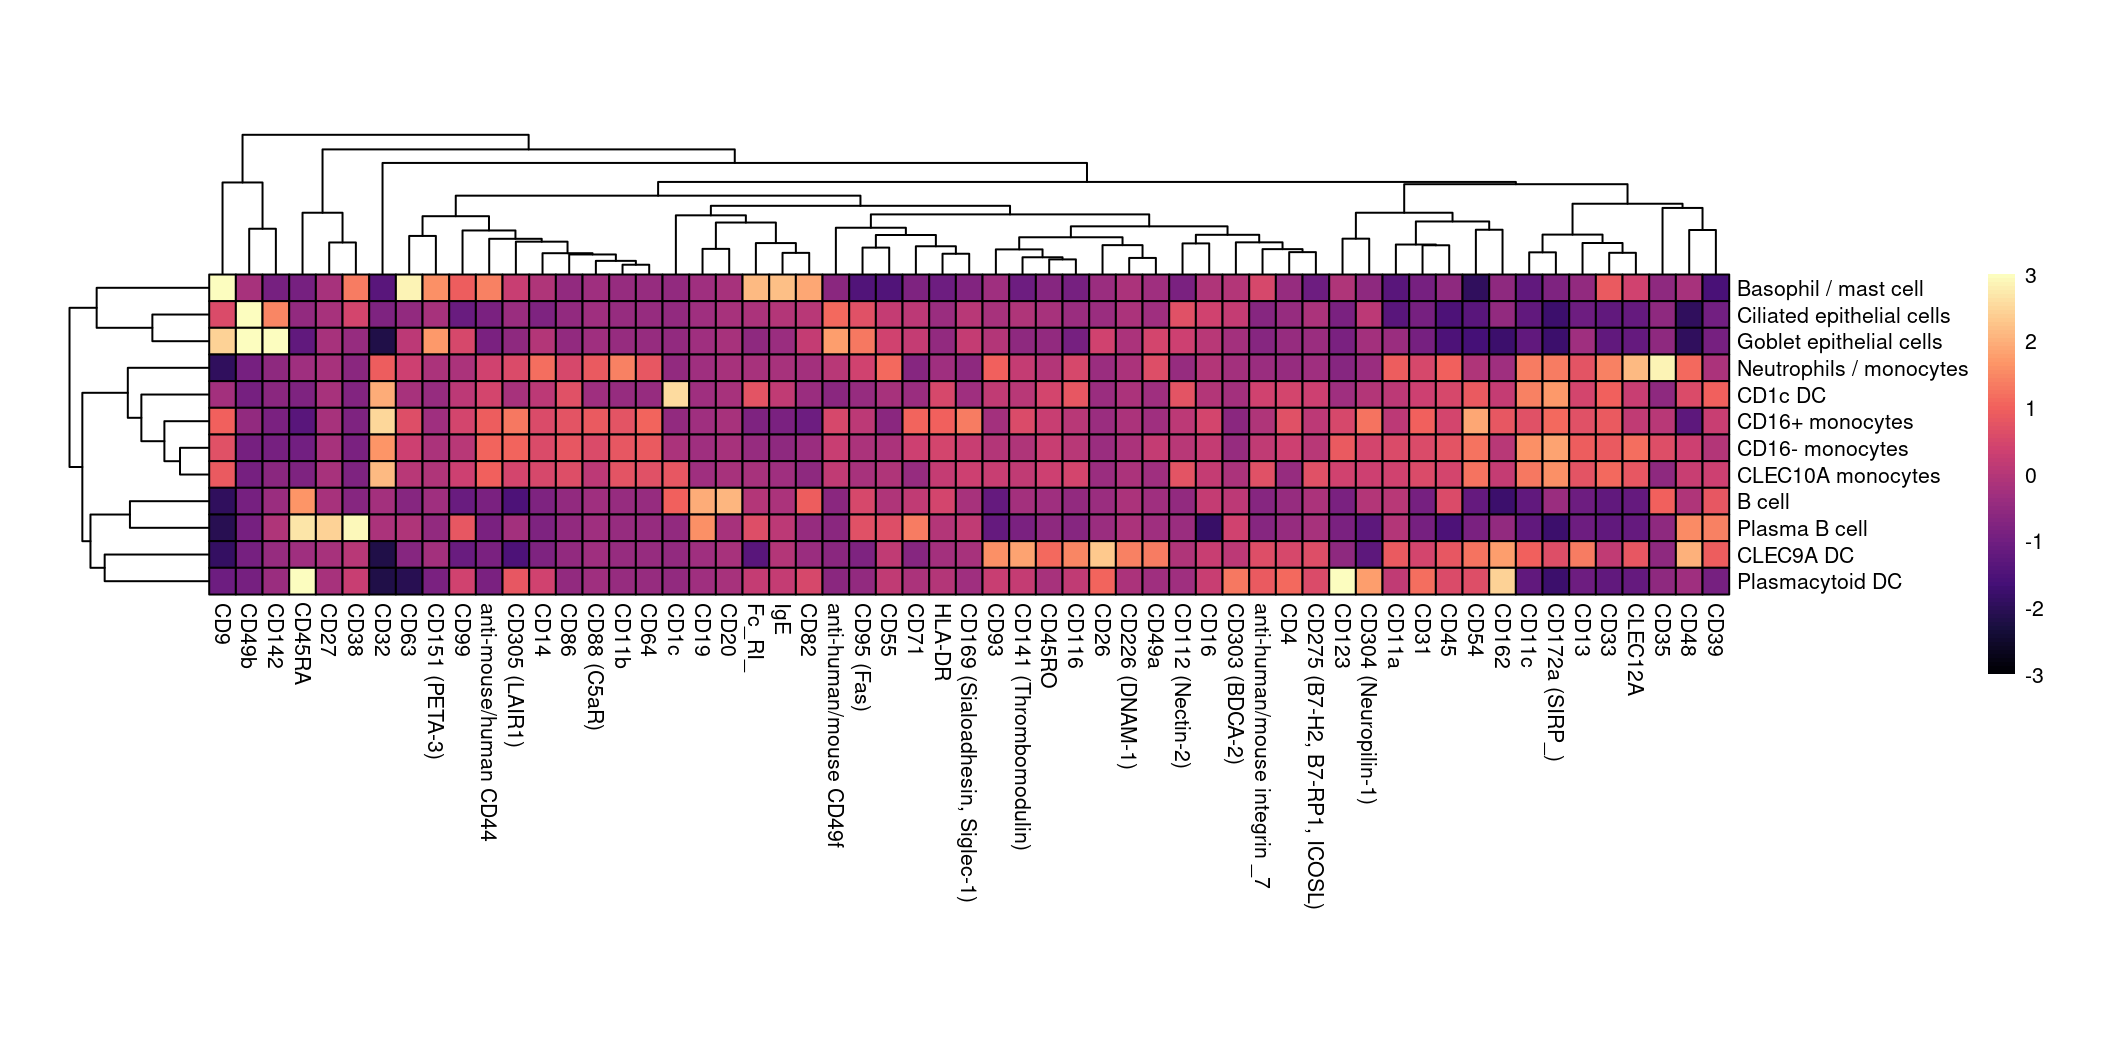 3
2
1
0
-1
-2
-3
Basophil / mast cell
Ciliated epithelial cells
Goblet epithelial cells
Neutrophils / monocytes
CD1c DC
CD16+ monocytes
CD16- monocytes
CLEC10A monocytes
B cell
Plasma B cell
CLEC9A DC
Plasmacytoid DC
CD9
CD49b
CD142
CD45RA
CD27
CD38
CD32
CD63
CD151 (PETA-3)
CD99
anti-mouse/human CD44
CD305 (LAIR1)
CD14
CD86
CD88 (C5aR)
CD11b
CD64
CD1c
CD19
CD20
Fc_RI_
IgE
CD82
anti-human/mouse CD49f
CD95 (Fas)
CD55
CD71
HLA-DR
CD169 (Sialoadhesin, Siglec-1)
CD93
CD141 (Thrombomodulin)
CD45RO
CD116
CD26
CD226 (DNAM-1)
CD49a
CD112 (Nectin-2)
CD16
CD303 (BDCA-2)
anti-human/mouse integrin _7
CD4
CD275 (B7-H2, B7-RP1, ICOSL)
CD123
CD304 (Neuropilin-1)
CD11a
CD31
CD45
CD54
CD162
CD11c
CD172a (SIRP_)
CD13
CD33
CLEC12A
CD35
CD48
CD39